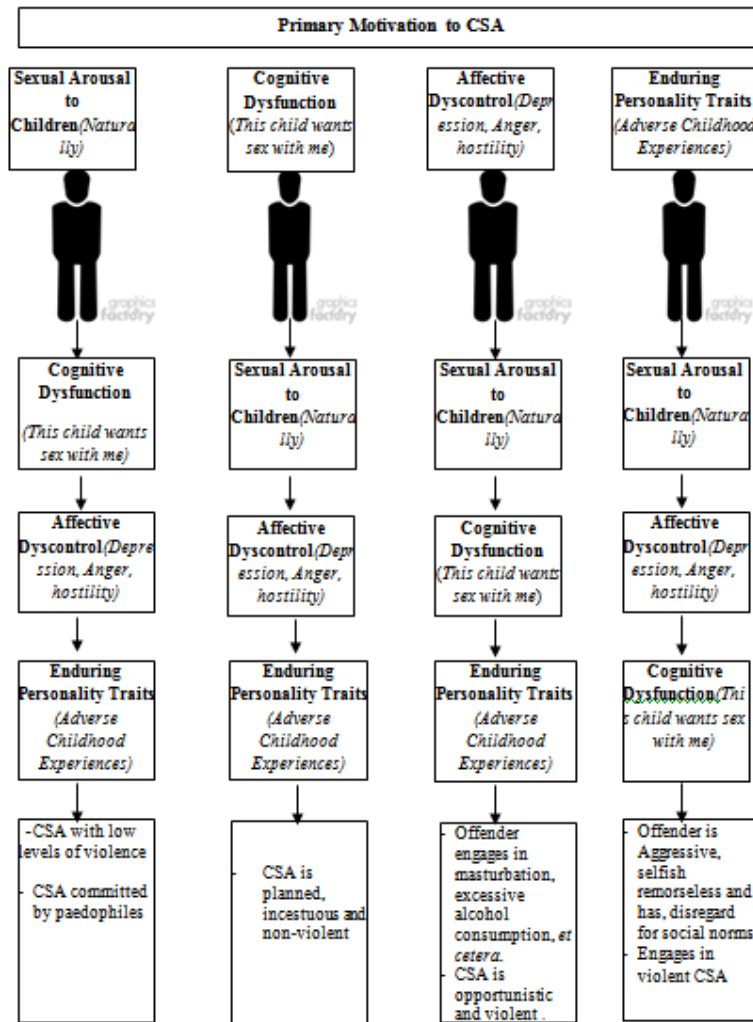 Primary Motivation to CSA
Sexual Arousal
to
Children(Natura
lly)
Cognitive
Dysfunction
(This child wants
sex with me)
Affective
Dyscontrol(Depr
ession, Anger,
hostility)
Enduring
Personality Traits
(Adverse Childhood
Experiences)
graphics
factory
graphics
factory
graphics
factory
graphics
factory
Cognitive
Dysfunction
(This child wants
sex with me)
Sexual Arousal
to
Children(Natura
lly)
Sexual Arousal
to
Children(Natura
lly)
Sexual Arousal
to
Children(Natura
lly)
Affective
Dyscontrol(Depre
ssion, Anger,
hostility)
Affective
Dyscontrol(Depr
ession, Anger,
hostility)
Cognitive
Dysfunction
(This child wants
sex with me)
Affective
Dyscontrol(Depr
ession, Anger,
hostility)
Enduring
Personality Traits
(Adverse
Childhood
Experiences)
Enduring
Personality Traits
(Adverse
Childhood
Experiences)
Enduring
Personality Traits
(Adverse
Childhood
Experiences)
Cognitive
Dysfunction(Thi
s child wants sex
with me)
-CSA with low
levels of violence
- CSA committed
by paedophiles
- CSA is
planned,
incestuous and
non-violent
- Offender
engages in
masturbation,
excessive
alcohol
consumption, et
cetera.
- CSA is
opportunistic
and violent .
- Offender is
Aggressive,
selfish
remorseless and
has, disregard
for social norms
- Engages in
violent CSA